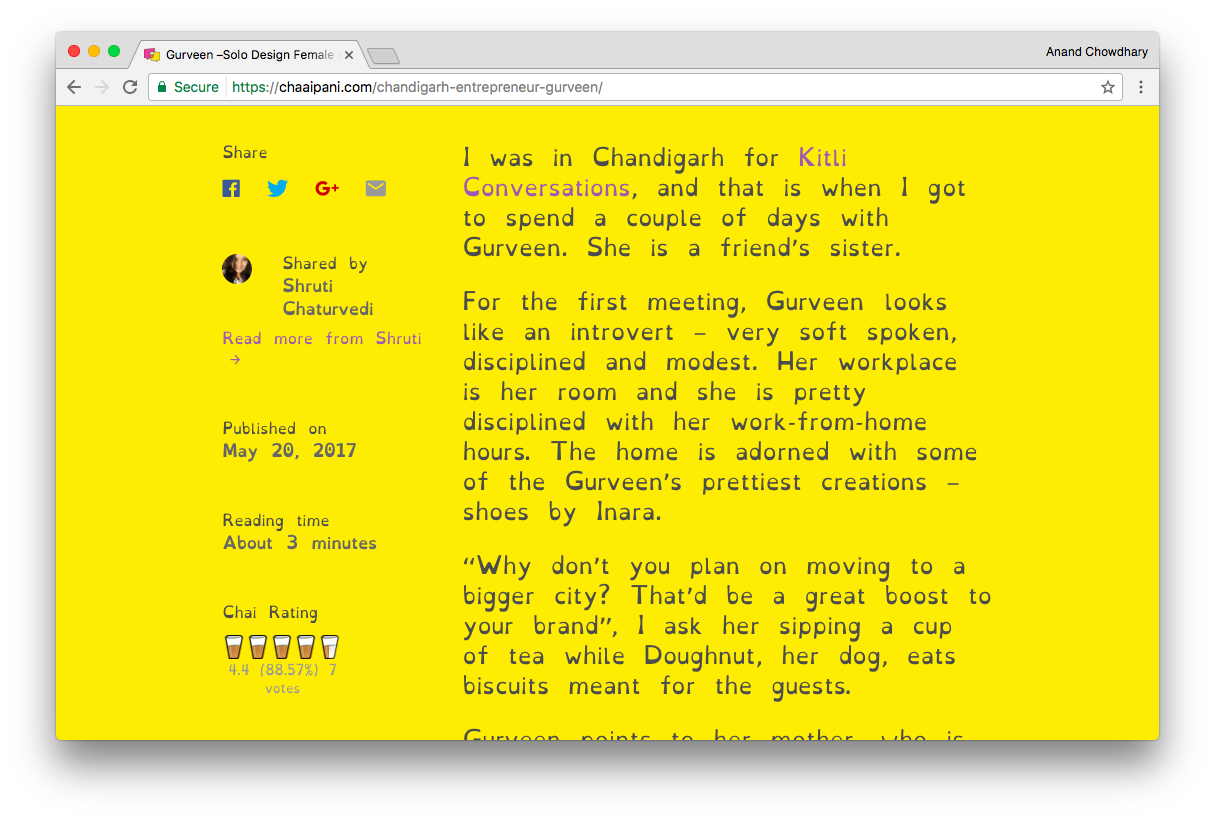 Gurveen –Solo Design Female
Anand Chowdhary
Secure https://chaaipani.com/chandigarh-entrepreneur-gurveen/
Share
G+
Shared by
Shruti
Chaturvedi
Read more from Shruti
→
Published on
May 20, 2017
Reading time
About 3 minutes
Chai Rating
4.4 (88.57%) 7
votes
I was in Chandigarh for Kitli
Conversations, and that is when I got
to spend a couple of days with
Gurveen. She is a friend’s sister.
For the first meeting, Gurveen looks
like an introvert – very soft spoken,
disciplined and modest. Her workplace
is her room and she is pretty
disciplined with her work-from-home
hours. The home is adorned with some
of the Gurveen’s prettiest creations –
shoes by Inara.
“Why don’t you plan on moving to a
bigger city? That’d be a great boost to
your brand”, I ask her sipping a cup
of tea while Doughnut, her dog, eats
biscuits meant for the guests.
Gurveen points to her mother, who is